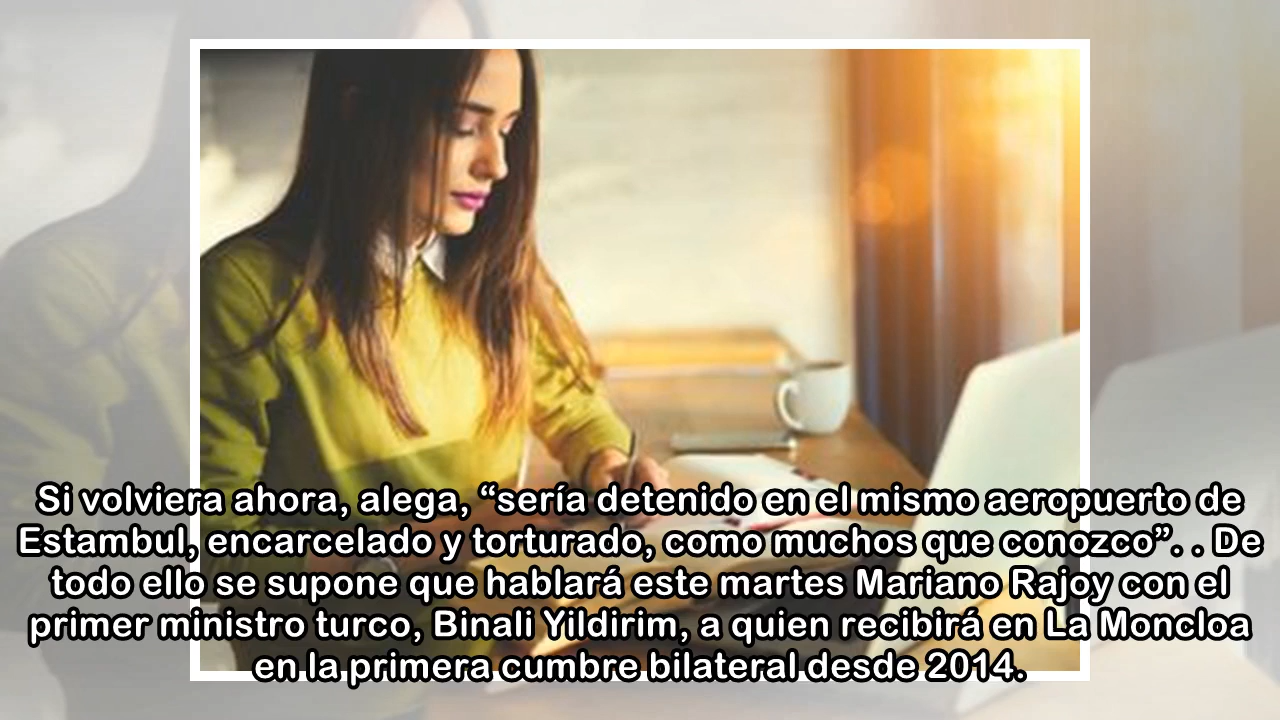 Si volviera ahora, alega, “sería detenido en el mismo aeropuerto de
Estambul, encarcelado y torturado, como muchos que conozco”. . De
todo ello se supone que hablará este martes Mariano Rajoy con el
primer ministro turco, Binali Yildirim, a quien recibirá en La Moncloa
en la primera cumbre bilateral desde 2014.